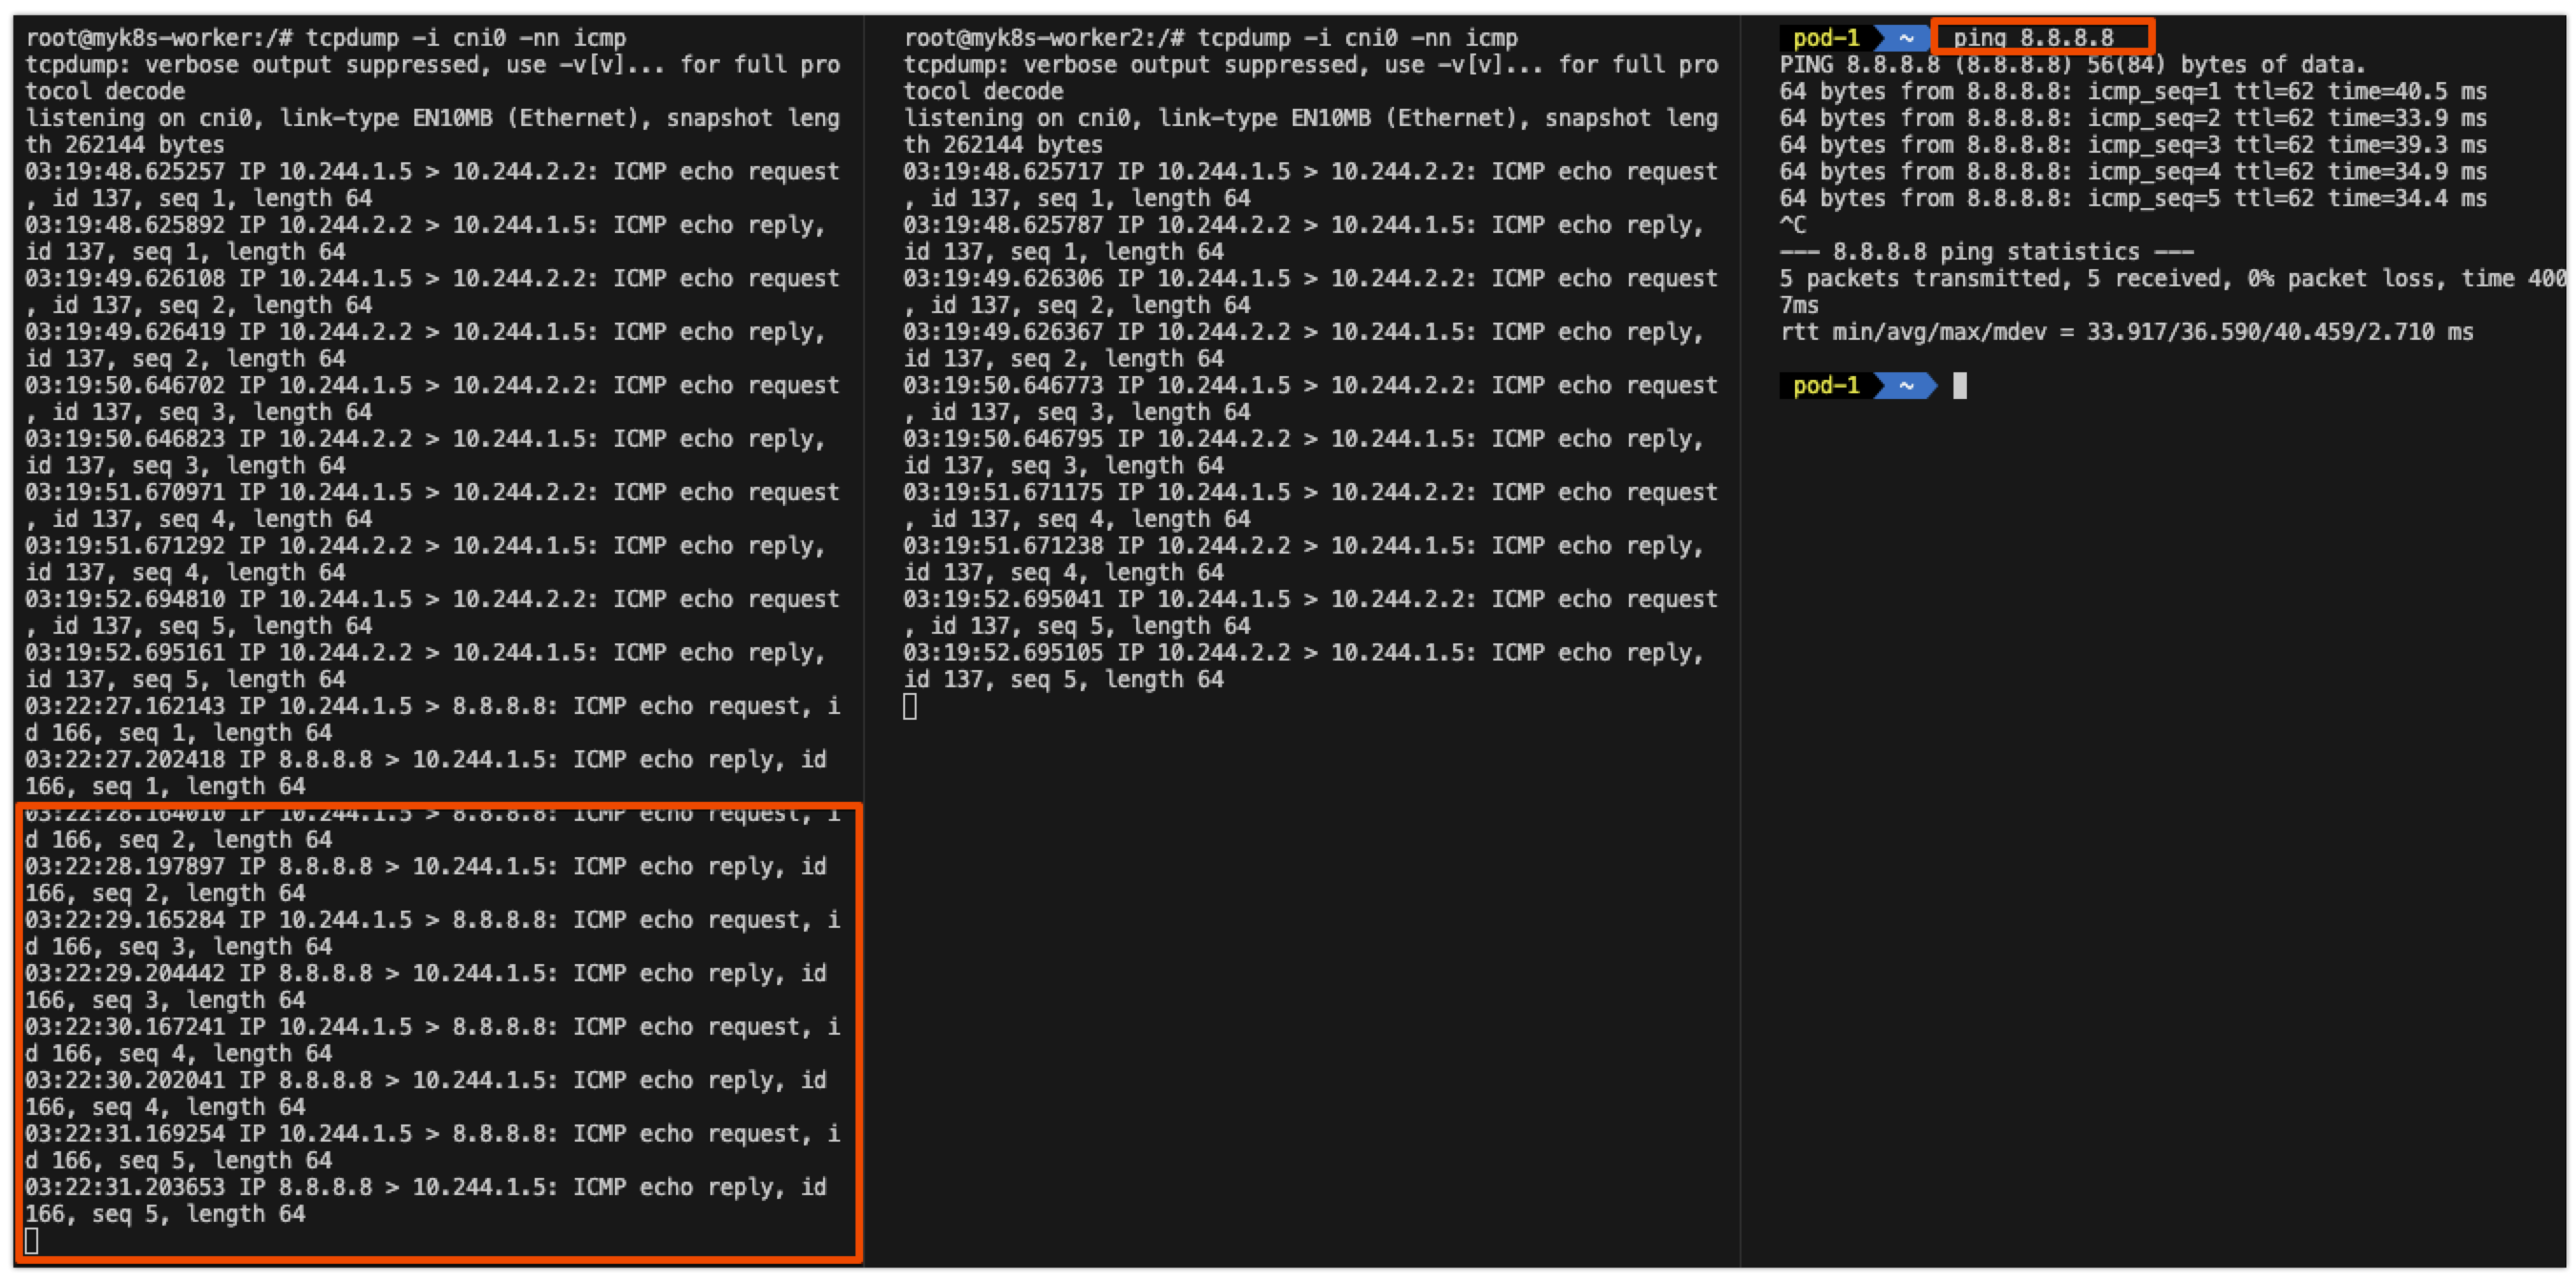 root@myk8s-worker:/# tcpdump -i cni0 -nn icmp
tcpdump: verbose output suppressed, use -v[v]... for full pro
tocol decode
listening on cni0, link-type EN10MB (Ethernet), snapshot leng
th 262144 bytes
03:19:48.625257 IP 10.244.1.5 > 10.244.2.2: ICMP echo request
, id 137, seq 1, length 64
03:19:48.625892 IP 10.244.2.2 > 10.244.1.5: ICMP echo reply,
id 137, seq 1, length 64
03:19:49.626108 IP 10.244.1.5 > 10.244.2.2: ICMP echo request
, id 137, seq 2, length 64
03:19:49.626419 IP 10.244.2.2 > 10.244.1.5: ICMP echo reply,
id 137, seq 2, length 64
03:19:50.646702 IP 10.244.1.5 > 10.244.2.2: ICMP echo request
, id 137, seq 3, length 64
03:19:50.646823 IP 10.244.2.2 > 10.244.1.5: ICMP echo reply,
id 137, seq 3, length 64
03:19:51.670971 IP 10.244.1.5 > 10.244.2.2: ICMP echo request
, id 137, seq 4, length 64
03:19:51.671292 IP 10.244.2.2 > 10.244.1.5: ICMP echo reply,
id 137, seq 4, length 64
03:19:52.694810 IP 10.244.1.5 > 10.244.2.2: ICMP echo request
, id 137, seq 5, length 64
03:19:52.695161 IP 10.244.2.2 > 10.244.1.5: ICMP echo reply,
id 137, seq 5, length 64
03:22:27.162143 IP 10.244.1.5 > 8.8.8.8: ICMP echo request, i
d 166, seq 1, length 64
03:22:27.202418 IP 8.8.8.8 > 10.244.1.5: ICMP echo reply, id
166, seq 1, length 64
03:22:28.164010 IP 10.244.1.5 > 8.8.8.8: ICMP echo request, i
d 166, seq 2, length 64
03:22:28.197897 IP 8.8.8.8 > 10.244.1.5: ICMP echo reply, id
166, seq 2, length 64
03:22:29.165284 IP 10.244.1.5 > 8.8.8.8: ICMP echo request, i
d 166, seq 3, length 64
03:22:29.204442 IP 8.8.8.8 > 10.244.1.5: ICMP echo reply, id
166, seq 3, length 64
03:22:30.167241 IP 10.244.1.5 > 8.8.8.8: ICMP echo request, i
d 166, seq 4, length 64
03:22:30.202041 IP 8.8.8.8 > 10.244.1.5: ICMP echo reply, id
166, seq 4, length 64
03:22:31.169254 IP 10.244.1.5 > 8.8.8.8: ICMP echo request, i
d 166, seq 5, length 64
03:22:31.203653 IP 8.8.8.8 > 10.244.1.5: ICMP echo reply, id
166, seq 5, length 64
root@myk8s-worker2:/# tcpdump -i cni0 -nn icmp
tcpdump: verbose output suppressed, use -v[v]... for full pro
tocol decode
listening on cni0, link-type EN10MB (Ethernet), snapshot leng
th 262144 bytes
03:19:48.625717 IP 10.244.1.5 > 10.244.2.2: ICMP echo request
, id 137, seq 1, length 64
03:19:48.625787 IP 10.244.2.2 > 10.244.1.5: ICMP echo reply,
id 137, seq 1, length 64
03:19:49.626306 IP 10.244.1.5 > 10.244.2.2: ICMP echo request
, id 137, seq 2, length 64
03:19:49.626367 IP 10.244.2.2 > 10.244.1.5: ICMP echo reply,
id 137, seq 2, length 64
03:19:50.646773 IP 10.244.1.5 > 10.244.2.2: ICMP echo request
, id 137, seq 3, length 64
03:19:50.646795 IP 10.244.2.2 > 10.244.1.5: ICMP echo reply,
id 137, seq 3, length 64
03:19:51.671175 IP 10.244.1.5 > 10.244.2.2: ICMP echo request
, id 137, seq 4, length 64
03:19:51.671238 IP 10.244.2.2 > 10.244.1.5: ICMP echo reply,
id 137, seq 4, length 64
03:19:52.695041 IP 10.244.1.5 > 10.244.2.2: ICMP echo request
, id 137, seq 5, length 64
03:19:52.695105 IP 10.244.2.2 > 10.244.1.5: ICMP echo reply,
id 137, seq 5, length 64
pod-1 ~ ping 8.8.8.8
PING 8.8.8.8 (8.8.8.8) 56(84) bytes of data.
64 bytes from 8.8.8.8: icmp_seq=1 ttl=62 time=40.5 ms
64 bytes from 8.8.8.8: icmp_seq=2 ttl=62 time=33.9 ms
64 bytes from 8.8.8.8: icmp_seq=3 ttl=62 time=39.3 ms
64 bytes from 8.8.8.8: icmp_seq=4 ttl=62 time=34.9 ms
64 bytes from 8.8.8.8: icmp_seq=5 ttl=62 time=34.4 ms
^C
--- 8.8.8.8 ping statistics ---
5 packets transmitted, 5 received, 0% packet loss, time 400
7ms
rtt min/avg/max/mdev = 33.917/36.590/40.459/2.710 ms
pod-1 ~